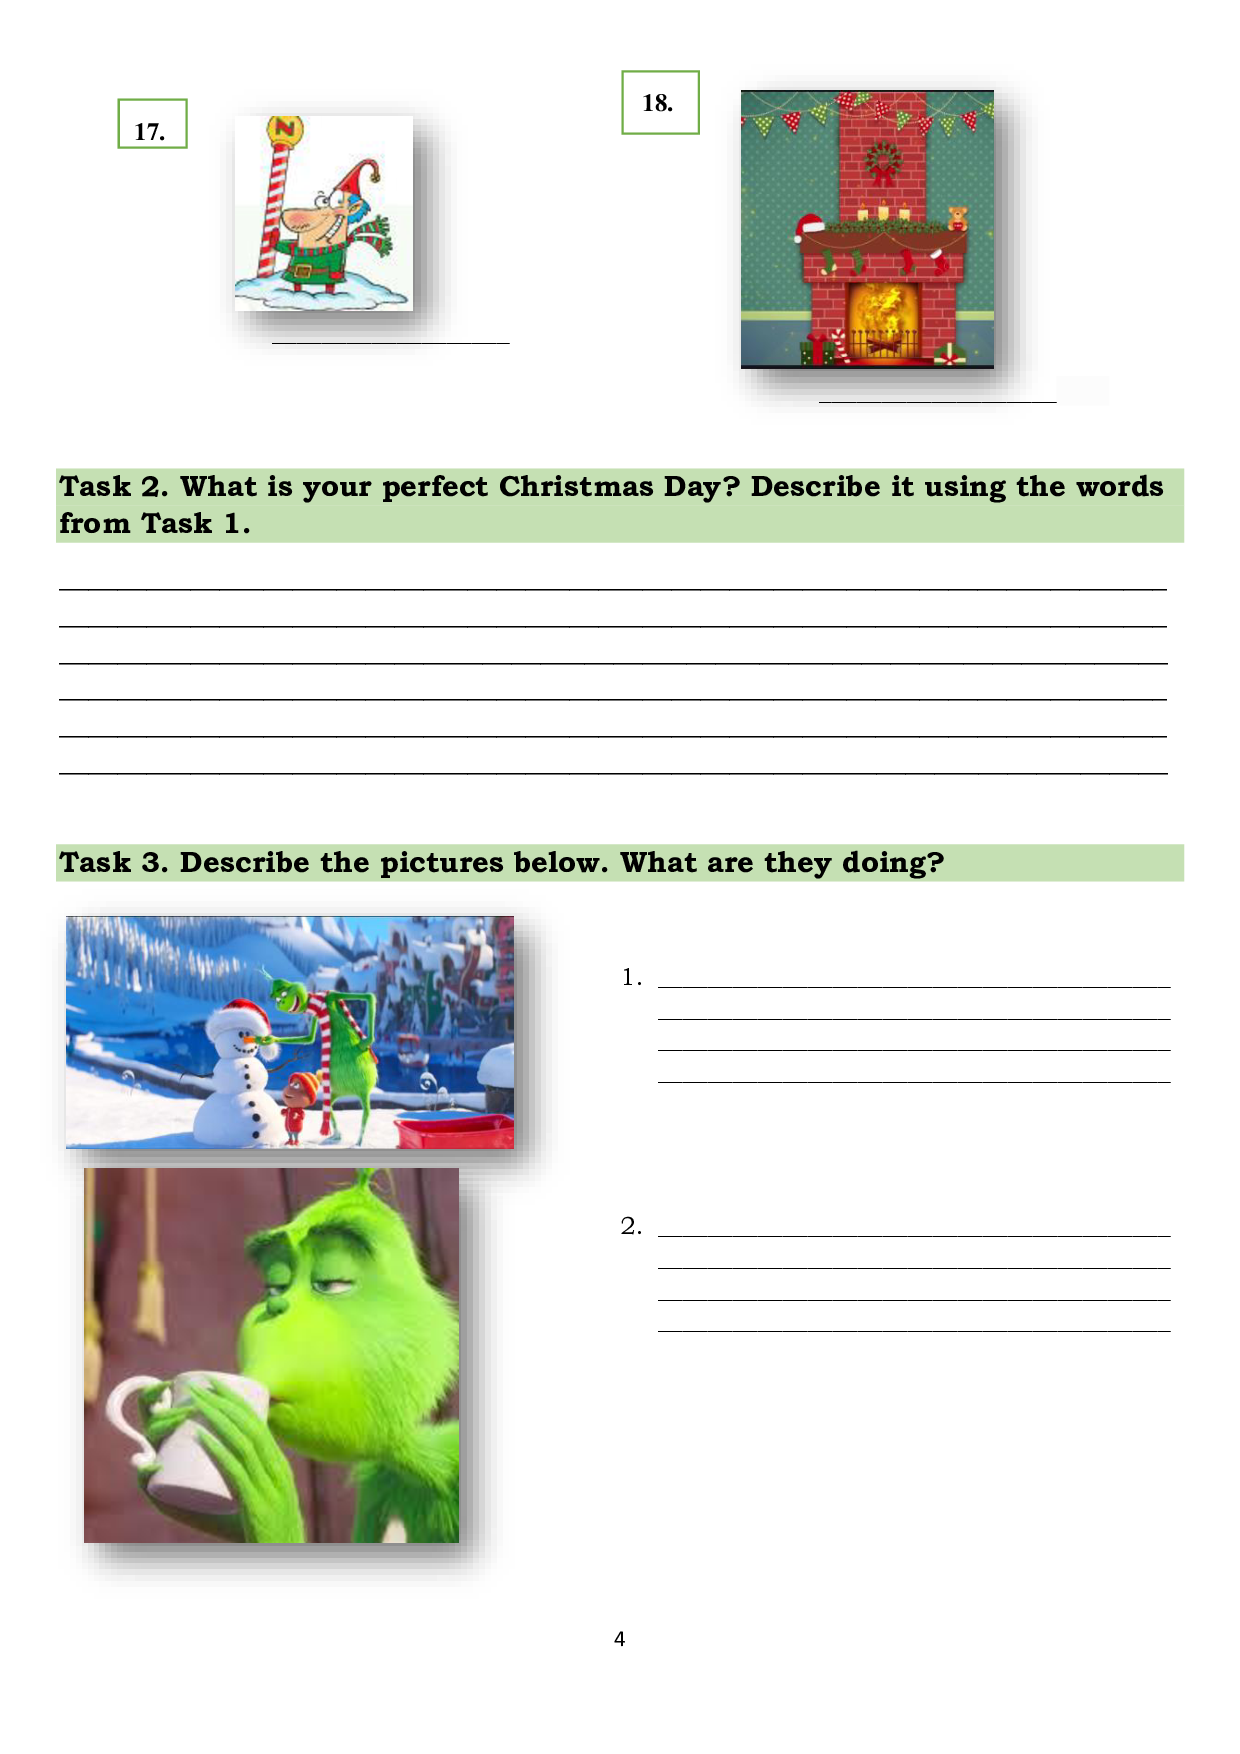 17.
18.
N
Task 2. What is your perfect Christmas Day? Describe it using the words
from Task 1.
Task 3. Describe the pictures below. What are they doing?
1.
2.
4